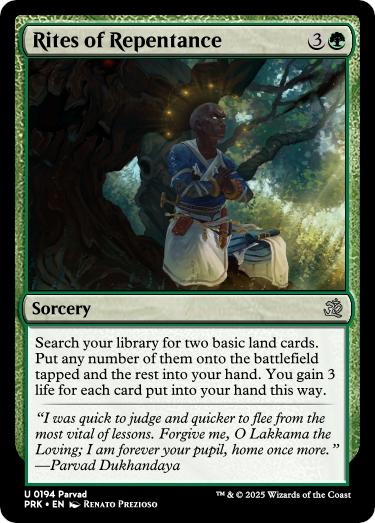 Rites of Repentance 3
Sorcery
Search your library for two basic land cards.
Put any number of them onto the battlefield
tapped and the rest into your hand. You gain 3
life for each card put into your hand this way.
“I was quick to judge and quicker to flee from the
most vital of lessons. Forgive me, O Lakkama the
Loving; I am forever your pupil, home once more.”
—Parvad Dukhandaya
U 0194 Parvad
PRK • EN RENATO PREZIOSO
™ & © 2025 Wizards of the Coast